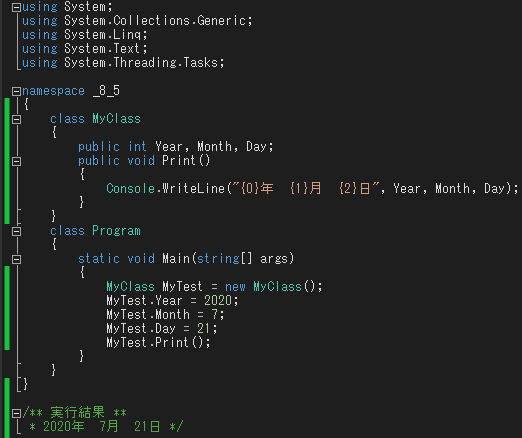 using System;
using System.Collections.Generic;
using System.Linq;
using System.Text;
using System.Threading.Tasks;
namespace _8_5
{
class MyClass
{
public int Year, Month, Day;
public void Print()
{
Console.WriteLine("{0}年  {1}月  {2}日", Year, Month, Day);
}
}
class Program
{
static void Main(string[] args)
{
MyClass MyTest = new MyClass();
MyTest.Year = 2020;
MyTest.Month = 7;
MyTest.Day = 21;
MyTest.Print();
}
}
}
/** 実行結果 **
* 2020年  7月  21日 */